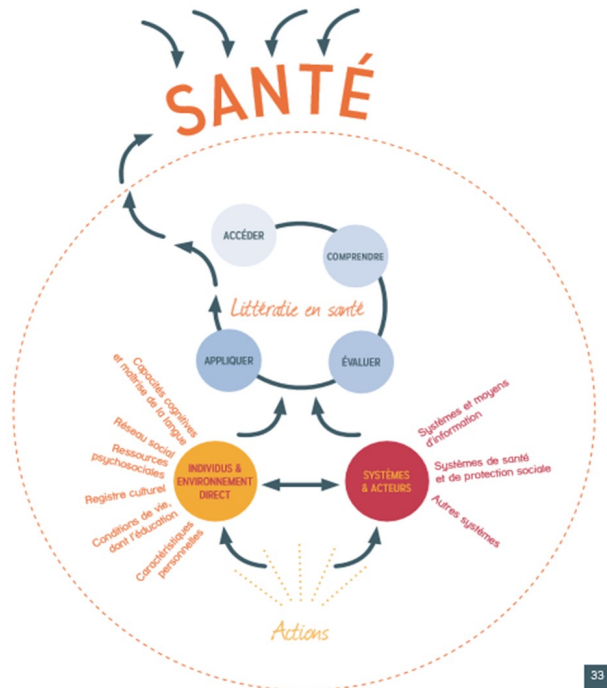 SANTÉ
ACCÉDER
COMPRENDRE
Littératie en santé
APPLIQUER
ÉVALUER
Capacités cognitives
et maîtrise de la langue
Réseau social
Ressources
psychosociales
Registre culturel
Conditions de vie,
dont l'éducation
Caractéristiques
personnelles
INDIVIDUS &
ENVIRONNEMENT
DIRECT
SYSTÈMES
& ACTEURS
Systèmes et moyens
d'information
Systèmes de santé
et de protection sociale
Autres systèmes
Actions
33